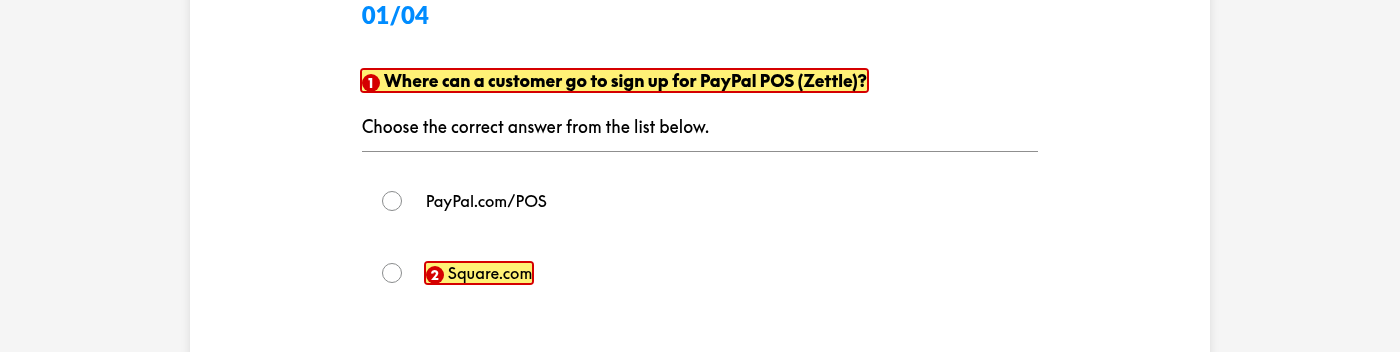 01/04
1 Where can a customer go to sign up for PayPal POS (Zettle)?
Choose the correct answer from the list below.
PayPal.com/POS
2 Square.com